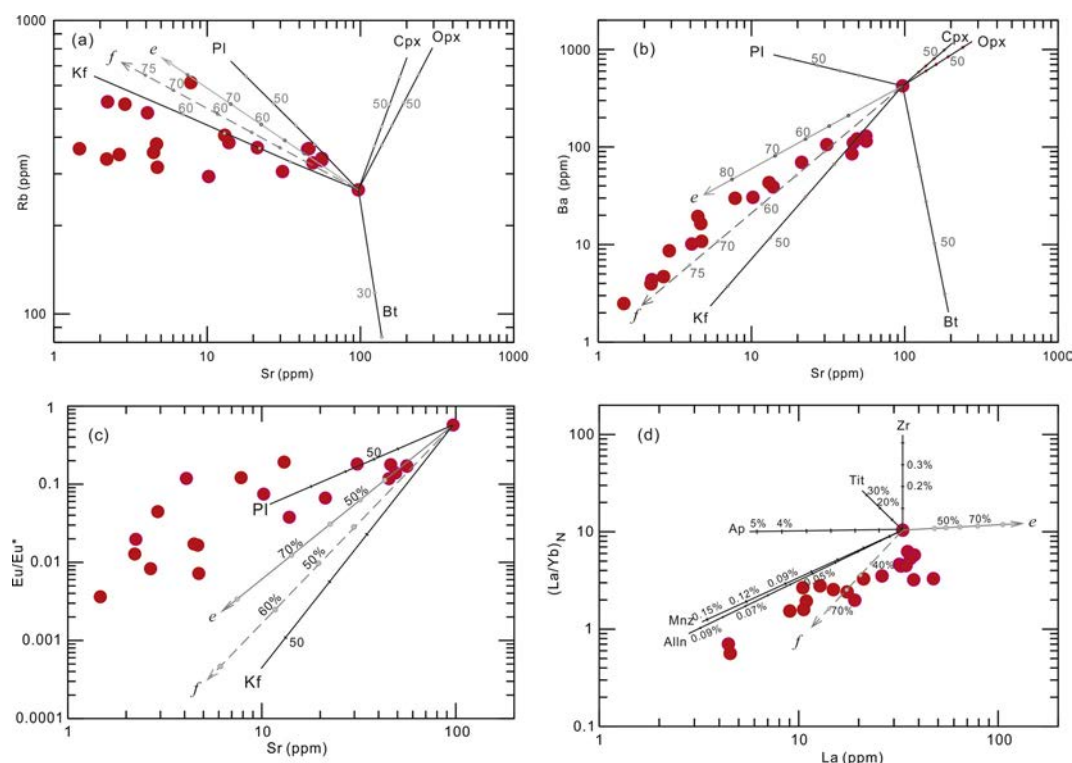 1000
(a)
Pl
Cpx
Opx
e
f
Kf
75
70
70
60
60
60
50
50
50
30
Bt
100
Rb (ppm)
1
10
100
1000
Sr (ppm)
(b)
1000
100
10
1
Ba (ppm)
Pl
50
Cpx
Opx
50
50
60
70
80
e
60
70
75
50
50
f
Kf
Bt
1
10
100
1000
Sr (ppm)
(c)
1
0.1
0.01
0.001
0.0001
Eu/Eu*
50
Pl
50%
70%
50%
60%
e
50
f
Kf
1
10
100
Sr (ppm)
(d)
100
10
1
0.1
(La/Yb)N
Zr
0.3%
0.2%
Tit
30%
20%
Ap
5%
4%
50%
70%
e
0.09%
0.05%
0.12%
0.15%
0.07%
0.09%
40%
70%
Mnz
Alln
f
1
10
100
La (ppm)